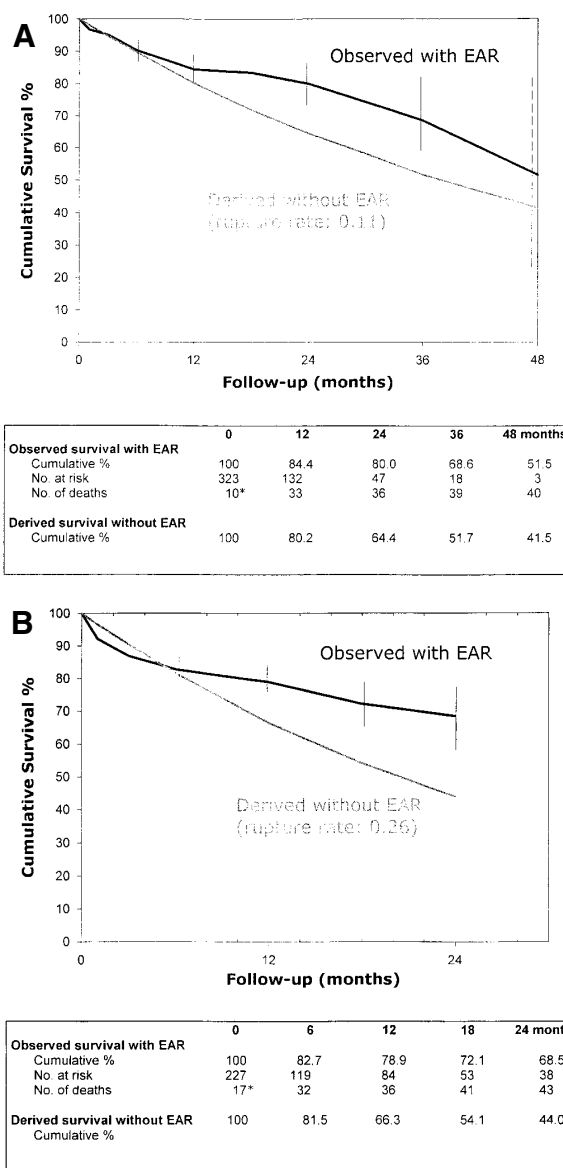 A
100
90
80
70
60
50
40
30
20
10
0
Cumulative Survival %
Observed with EAR
Derived without EAR
(rupture rate: 0.11)
0 12 24 36 48
Follow-up (months)
0 12 24 36 48 months
Observed survival with EAR
Cumulative % 100 84.4 80.0 68.6 51.5
No. at risk 323 132 47 18 3
No. of deaths 10* 33 36 39 40
Derived survival without EAR
Cumulative % 100 80.2 64.4 51.7 41.5
B
100
90
80
70
60
50
40
30
20
10
0
Cumulative Survival %
Observed with EAR
Derived without EAR
(rupture rate: 0.26)
0 12 24
Follow-up (months)
0 6 12 18 24 mont
Observed survival with EAR
Cumulative % 100 82.7 78.9 72.1 68.5
No. at risk 227 119 84 53 38
No. of deaths 17* 32 36 41 43
Derived survival without EAR 100 81.5 66.3 54.1 44.0
Cumulative %